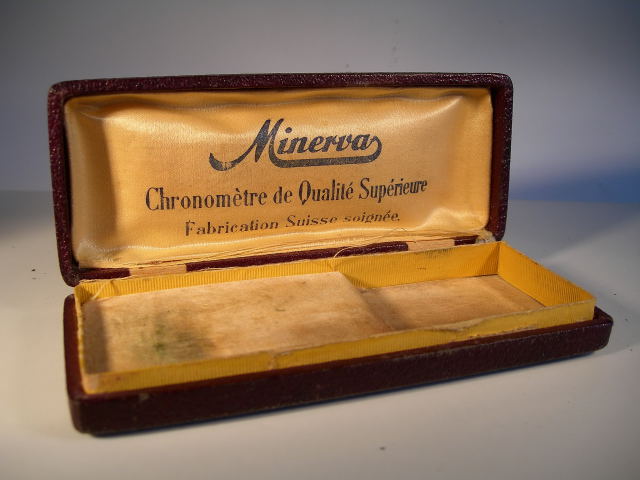 Minerva
Chronomètre de Qualité Supérieure
Fabrication Suisse soignée.